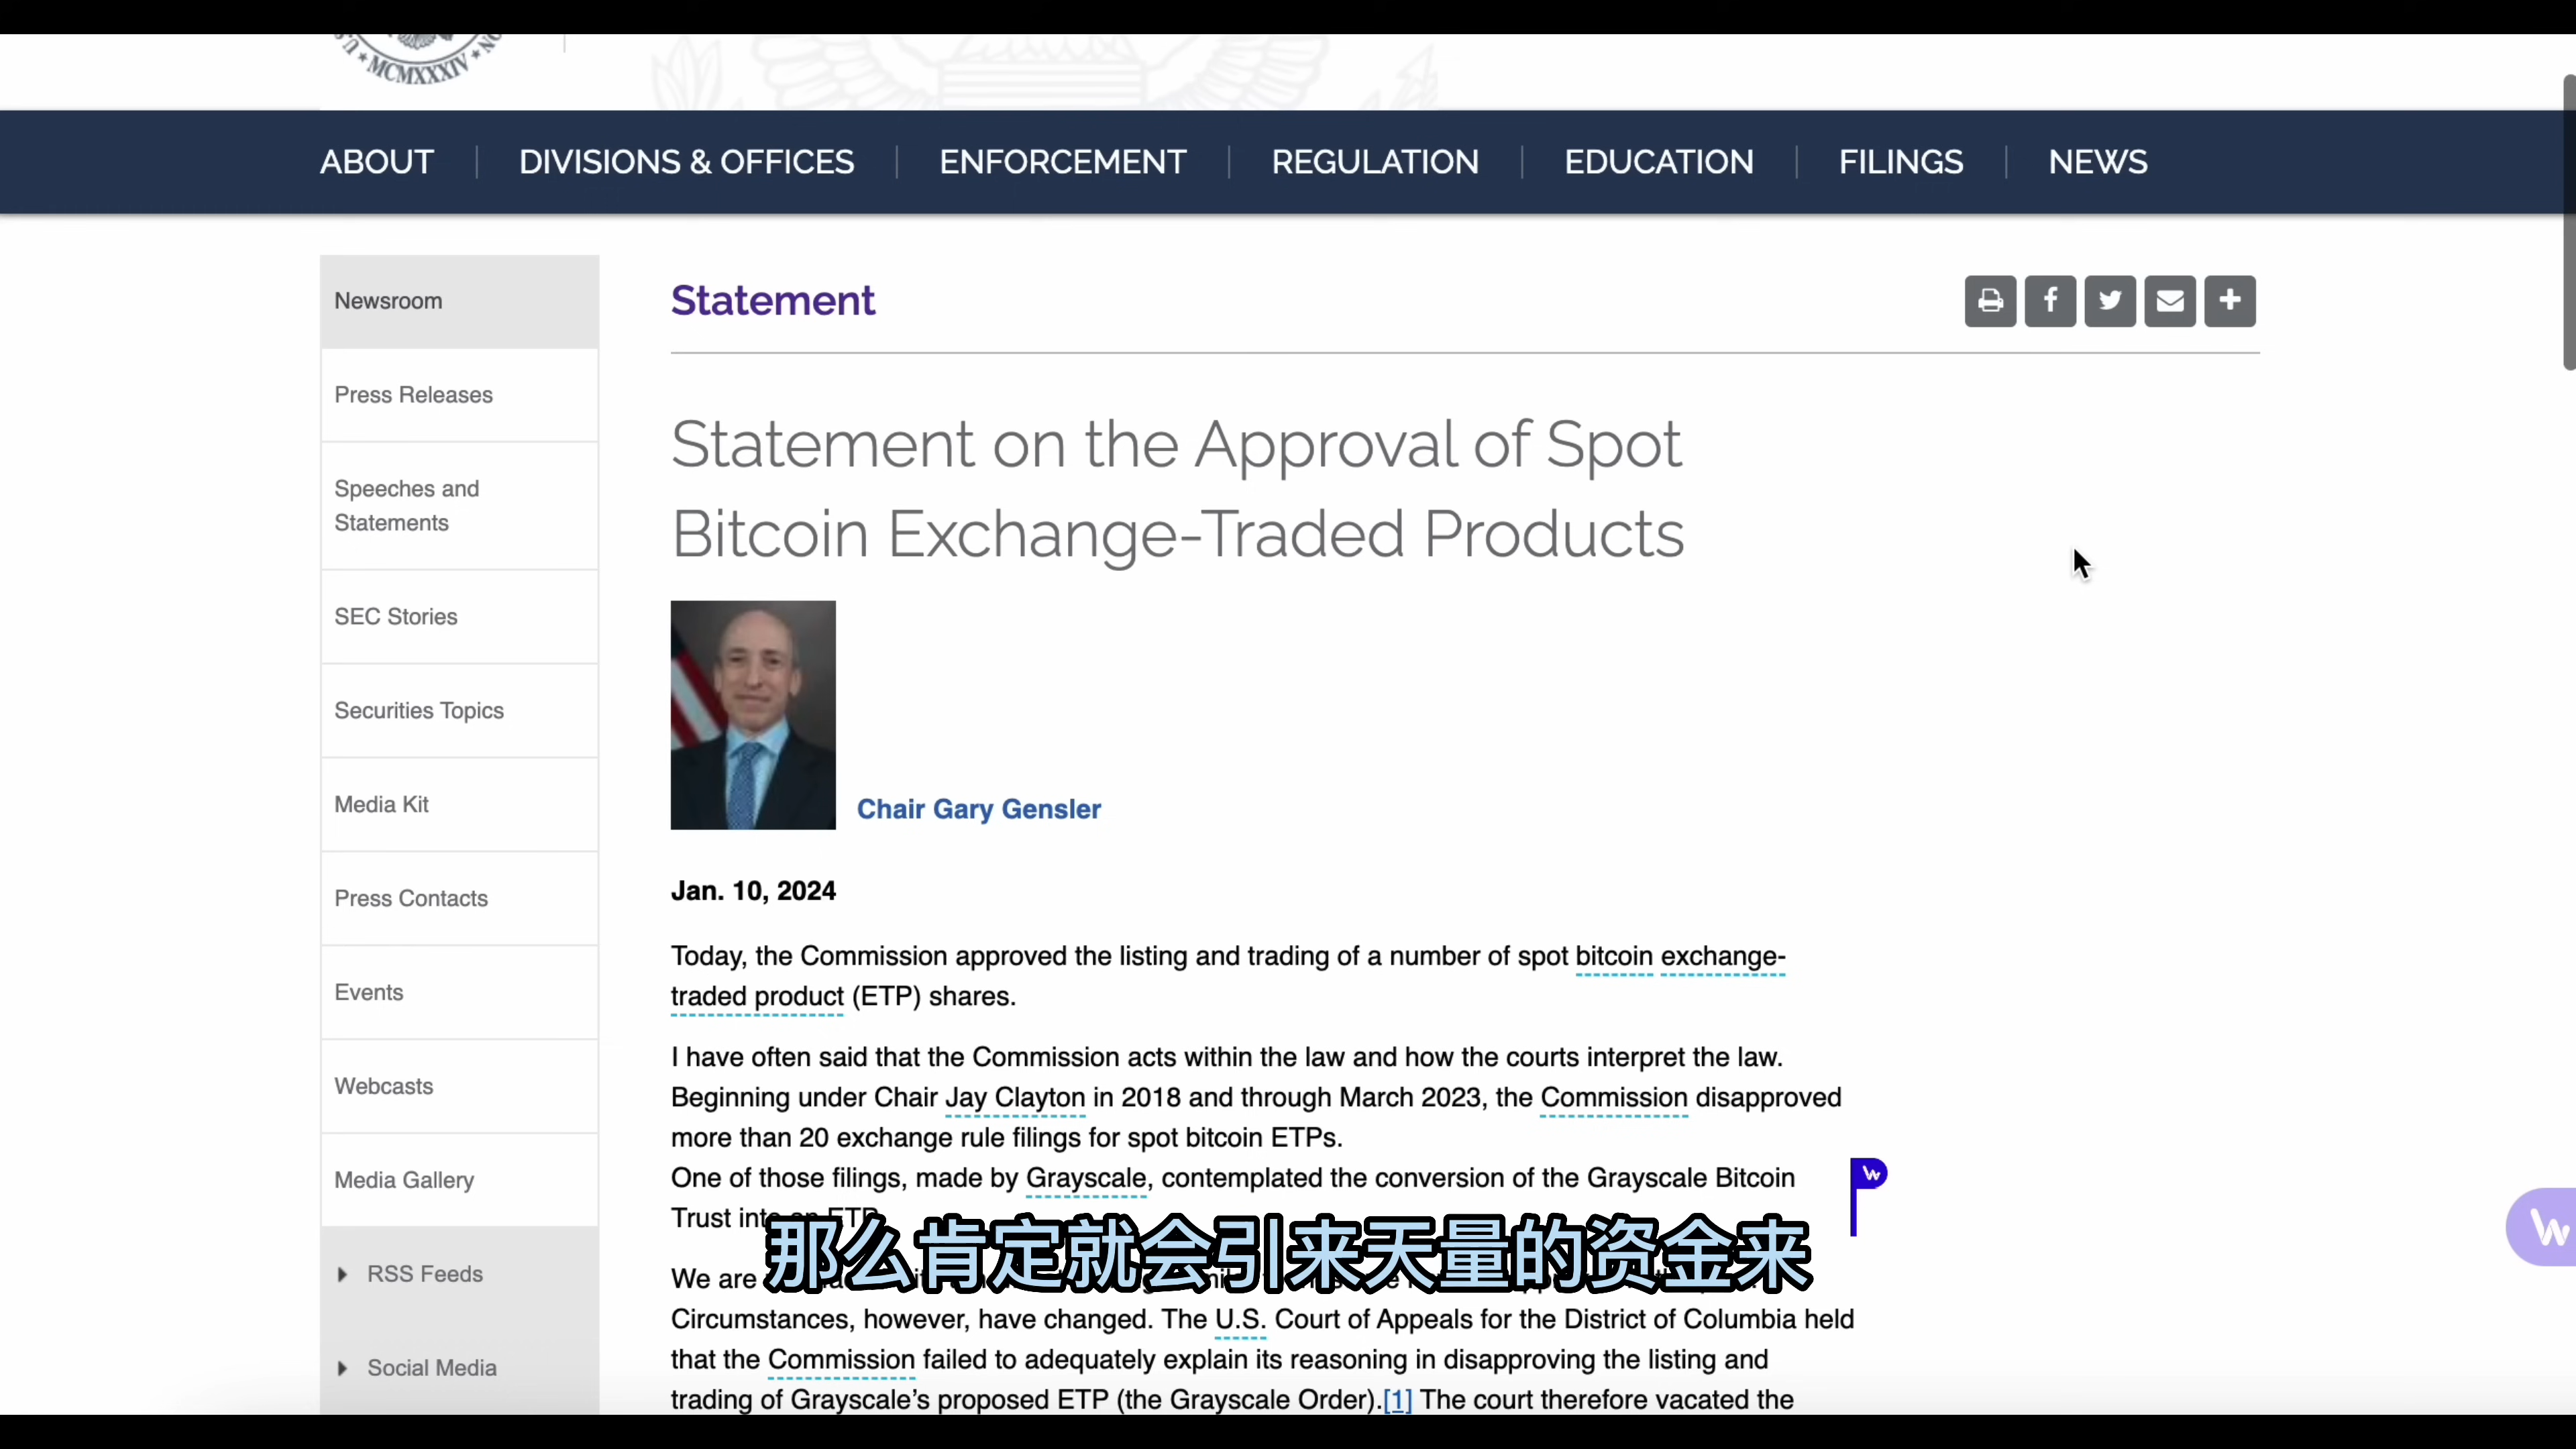 MCMXXXIV
ABOUT
DIVISIONS & OFFICES
ENFORCEMENT
REGULATION
EDUCATION
FILINGS
NEWS
Newsroom
Press Releases
Speeches and
Statements
SEC Stories
Securities Topics
Media Kit
Press Contacts
Events
Webcasts
Media Gallery
RSS Feeds
Social Media
Statement
Statement on the Approval of Spot
Bitcoin Exchange-Traded Products
Chair Gary Gensler
Jan. 10, 2024
Today, the Commission approved the listing and trading of a number of spot bitcoin exchange-
traded product (ETP) shares.
I have often said that the Commission acts within the law and how the courts interpret the law.
Beginning under Chair Jay Clayton in 2018 and through March 2023, the Commission disapproved
more than 20 exchange rule filings for spot bitcoin ETPs.
One of those filings, made by Grayscale, contemplated the conversion of the Grayscale Bitcoin
Trust into an ETP
那么肯定就会引来天量的资金来
We are
Circumstances, however, have changed. The U.S. Court of Appeals for the District of Columbia held
that the Commission failed to adequately explain its reasoning in disapproving the listing and
trading of Grayscale's proposed ETP (the Grayscale Order).[1] The court therefore vacated the